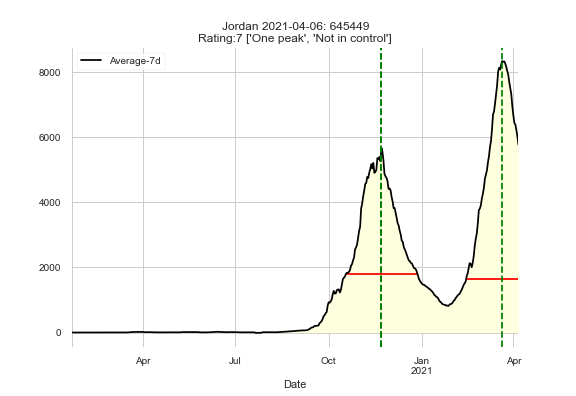 Jordan 2021-04-06: 645449
Rating:7 ['One peak', 'Not in control']
Average-7d
8000
6000
4000
2000
0
Apr
Jul
Oct
Jan
2021
Apr
Date